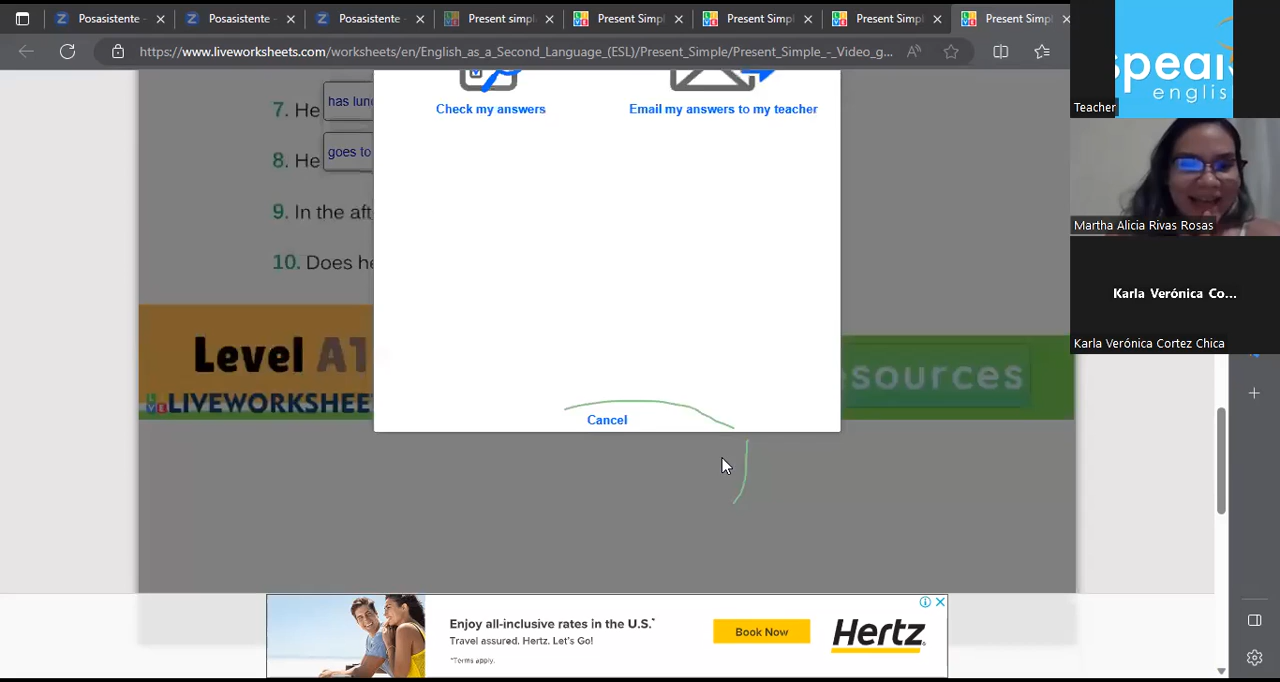 Posasistente -
Posasistente -
Posasistente -
Present simpl
Present Simpl
Present Simpl
Present Simpl
Present Simpl
https://www.liveworksheets.com/worksheets/en/English_as_a_Second_Language_(ESL)/Present_Simple/Present_Simple_-_Video_g...
speak
englis
Teacher
Martha Alicia Rivas Rosas
Karla Verónica Co...
Karla Verónica Cortez Chica
Check my answers
Email my answers to my teacher
7. He has lunc
8. He goes to
9. In the aft
10. Does he
Cancel
Level A1
LIVEWORKSHEE
sources
Enjoy all-inclusive rates in the U.S.*
Travel assured. Hertz. Let's Go!
*Terms apply.
Book Now
Hertz